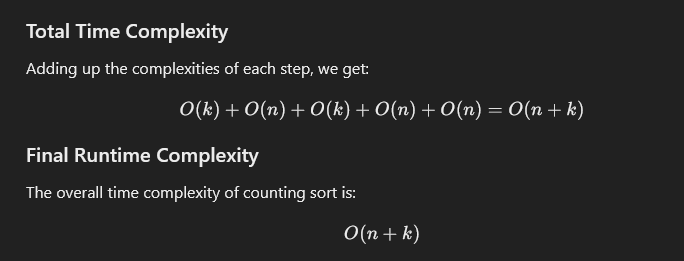 Total Time Complexity
Adding up the complexities of each step, we get:
O(k) + O(n) + O(k) + O(n) + O(n) = O(n + k)
Final Runtime Complexity
The overall time complexity of counting sort is:
O(n + k)